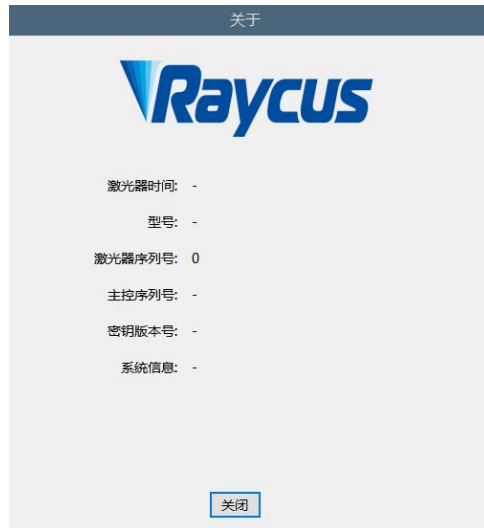 关于
Raycus
激光器时间: -
型号: -
激光器序列号: 0
主控序列号: -
密钥版本号: -
系统信息: -
关闭